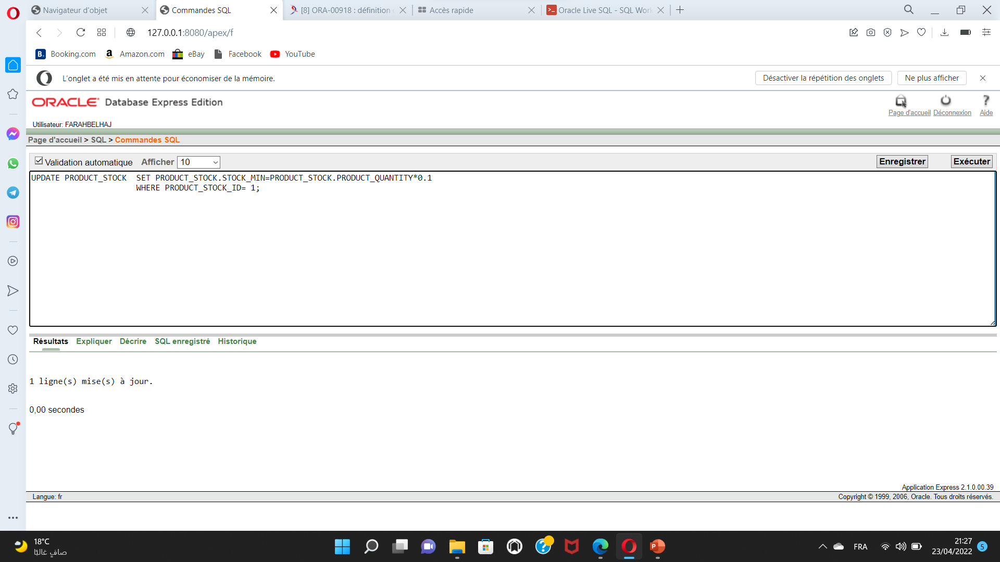 Navigateur d'objet
Commandes SQL
[8] ORA-00918 : définition
Accès rapide
Oracle Live SQL - SQL Work
127.0.0.1:8080/apex/f
B. Booking.com
a Amazon.com
eBay
Facebook
YouTube
L'onglet a été mis en attente pour économiser de la mémoire.
Désactiver la répétition des onglets
Ne plus afficher
ORACLE Database Express Edition
Page d'accueil
Déconnexion
Aide
Utilisateur: FARAHBELHAJ
Page d'accueil > SQL > Commandes SQL
Validation automatique Afficher 10
Enregistrer
Exécuter
UPDATE PRODUCT_STOCK  SET PRODUCT_STOCK.STOCK_MIN=PRODUCT_STOCK.PRODUCT_QUANTITY*0.1
WHERE PRODUCT_STOCK_ID= 1;
Résultats Expliquer Décrire SQL enregistré Historique
1 ligne(s) mise(s) à jour.
0,00 secondes
Application Express 2.1.0.00.39
Langue: fr
Copyright © 1999, 2006, Oracle. Tous droits réservés.
18°C
صافٍ غالبًا
FRA
21:27
23/04/2022
5